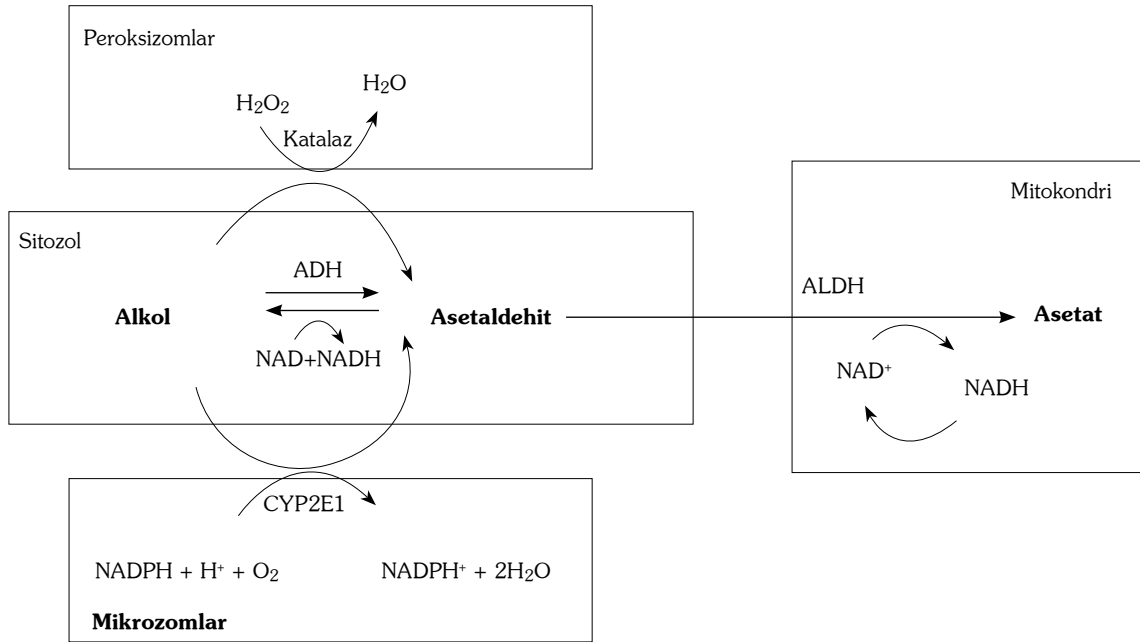 Peroksizomlar
H₂O₂
H₂O
Katalaz
Sitozol
ADH
Alkol
Asetaldehit
NAD+NADH
Mitokondri
ALDH
Asetat
NAD⁺
NADH
CYP2E1
NADPH + H⁺ + O₂
NADPH⁺ + 2H₂O
Mikrozomlar